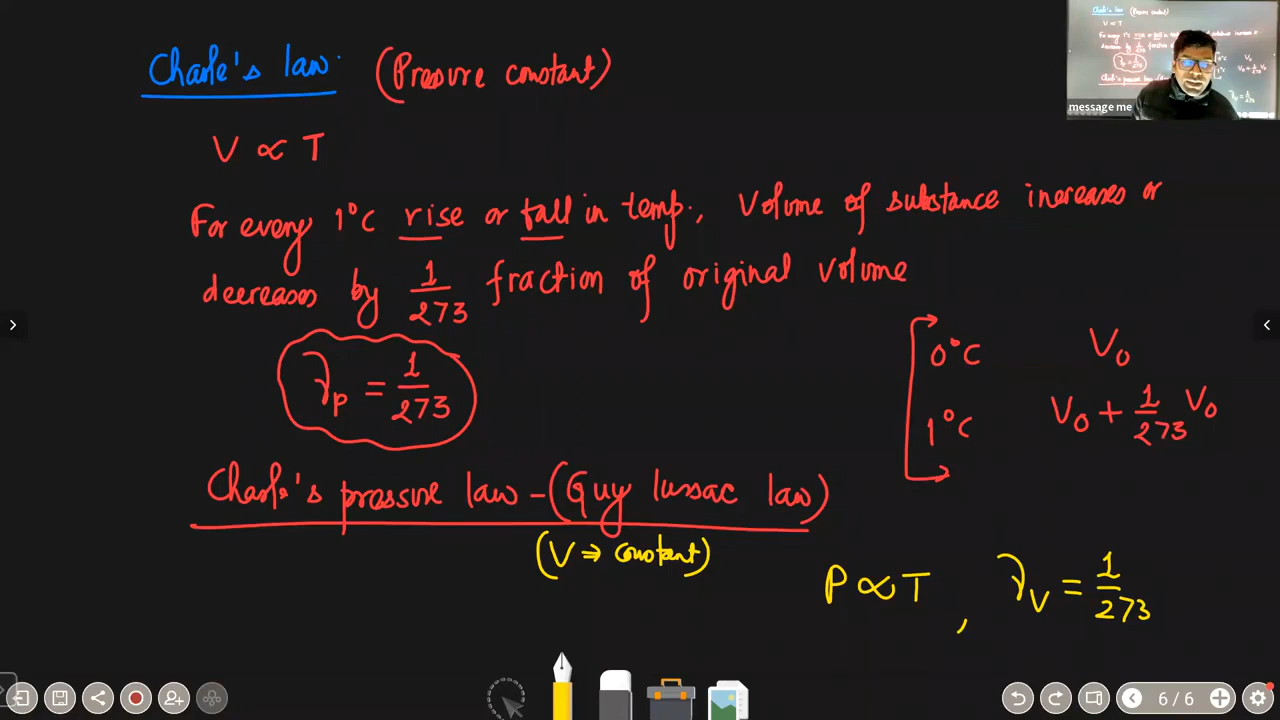 Charle's law. (Pressure constant)
V ∝ T
For every 1°C rise or fall in temp., volume of substance increases or
decreases by 1/273 fraction of original volume
γp = 1/273
0°C V₀
1°C V₀ + 1/273 V₀
Charle's pressure law - (Guy lussac law)
(V ⇒ constant)
P ∝ T , γV = 1/273
message me
6/6